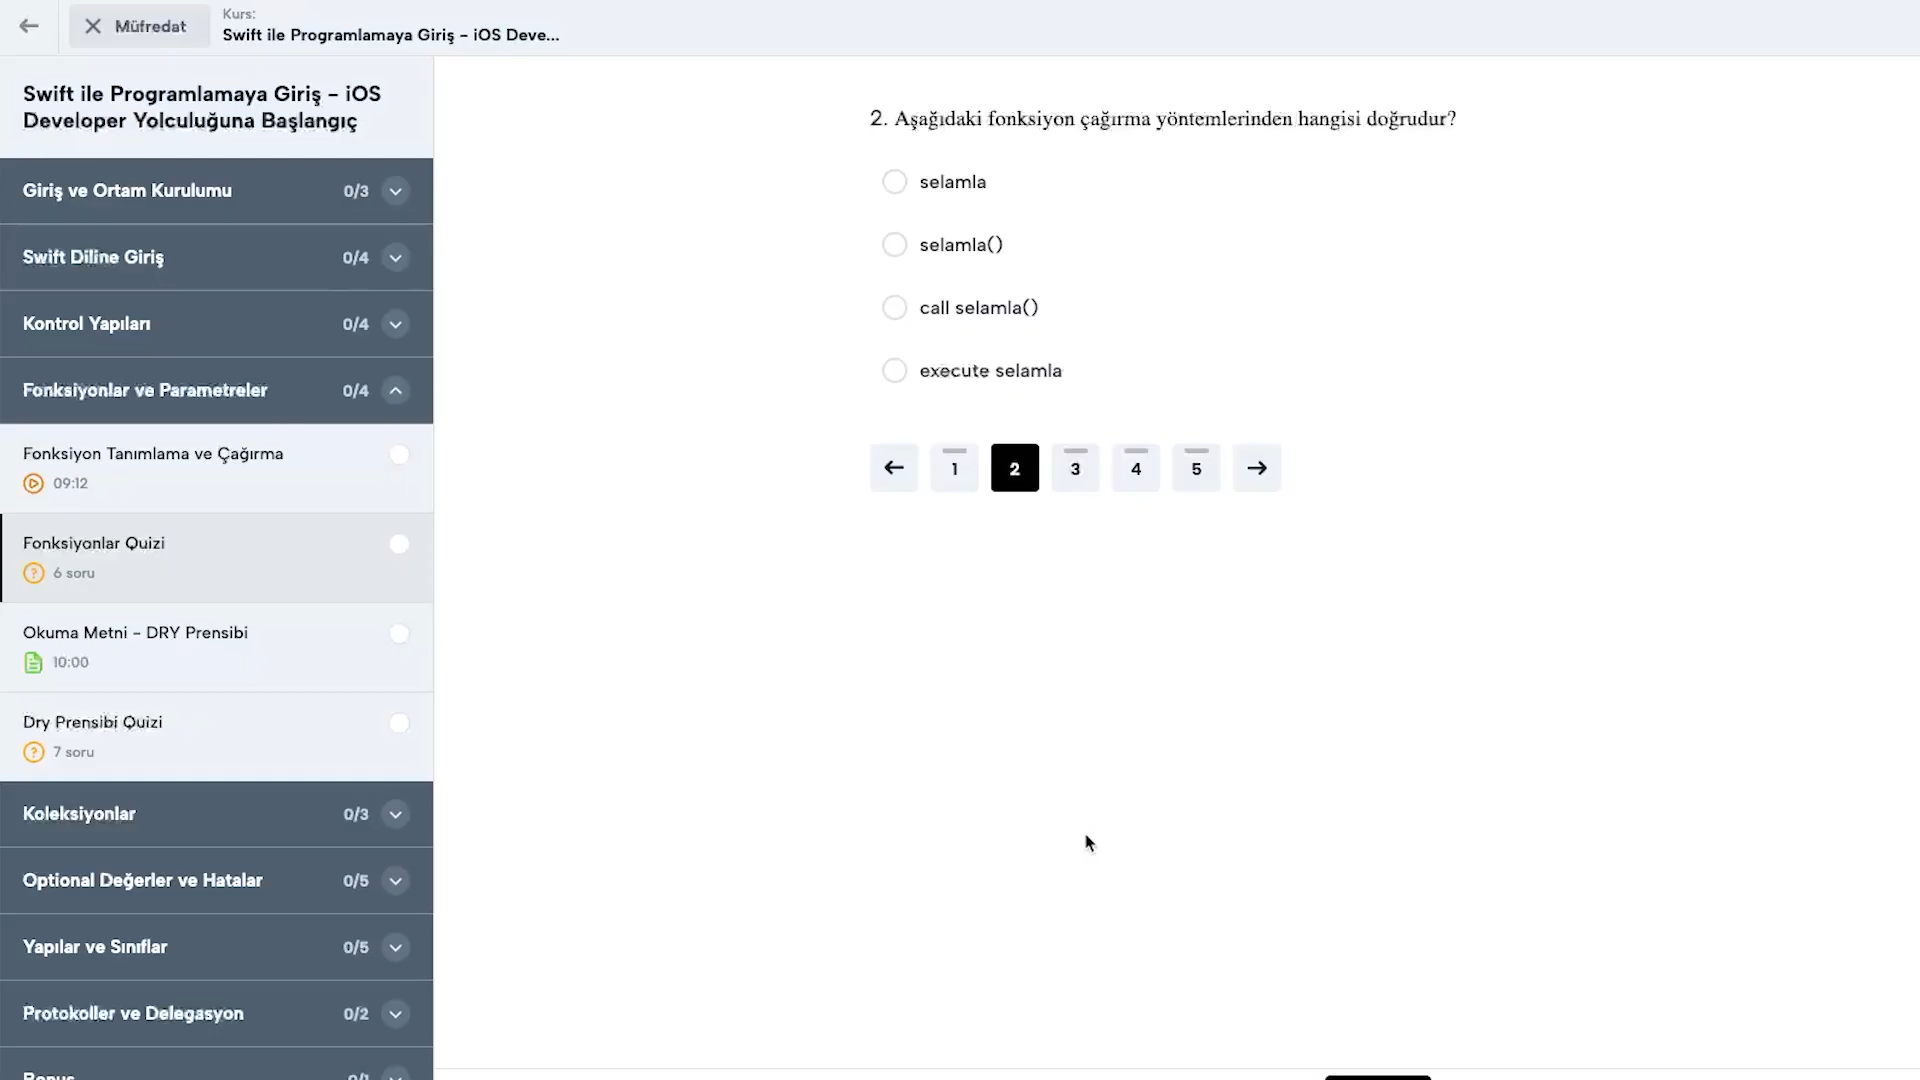 Müfredat
Kurs:
Swift ile Programlamaya Giriş - iOS Deve...
Swift ile Programlamaya Giriş - iOS
Developer Yolculuğuna Başlangıç
Giriş ve Ortam Kurulumu 0/3
Swift Diline Giriş 0/4
Kontrol Yapıları 0/4
Fonksiyonlar ve Parametreler 0/4
Fonksiyon Tanımlama ve Çağırma
09:12
Fonksiyonlar Quizi
6 soru
Okuma Metni - DRY Prensibi
10:00
Dry Prensibi Quizi
7 soru
Koleksiyonlar 0/3
Optional Değerler ve Hatalar 0/5
Yapılar ve Sınıflar 0/5
Protokoller ve Delegasyon 0/2
2. Aşağıdaki fonksiyon çağırma yöntemlerinden hangisi doğrudur?
selamla
selamla()
call selamla()
execute selamla
1 2 3 4 5